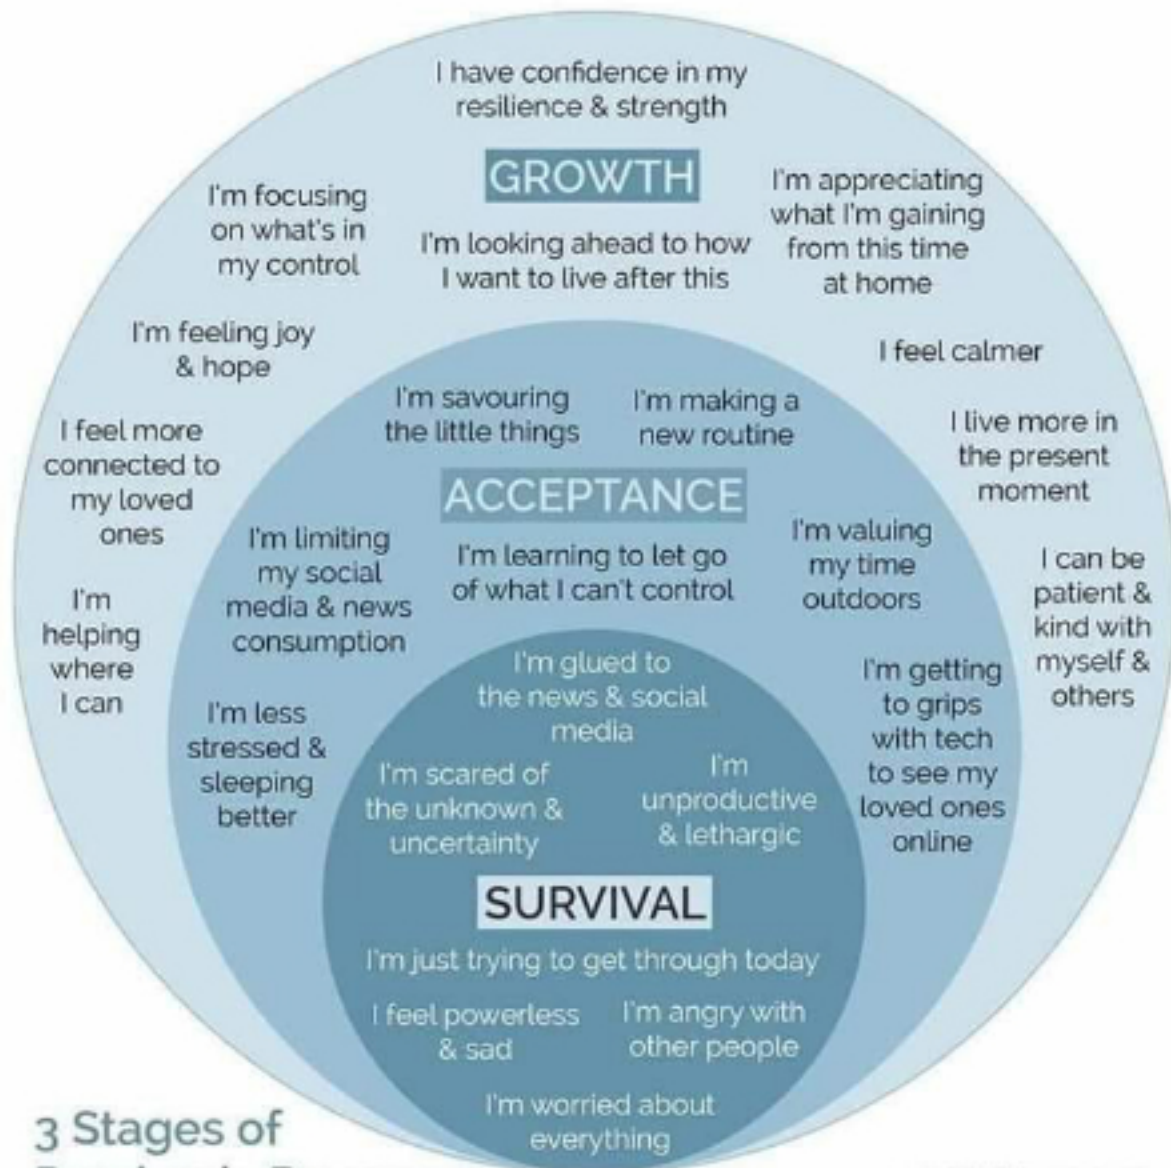 I have confidence in my
resilience & strength
GROWTH
I'm focusing
on what's in
my control
I'm looking ahead to how
I want to live after this
I'm appreciating
what I'm gaining
from this time
at home
I'm feeling joy
& hope
I feel calmer
I feel more
connected to
my loved
ones
I live more in
the present
moment
I'm
helping
where
I can
I can be
patient &
kind with
myself &
others
I'm savouring
the little things
I'm making a
new routine
ACCEPTANCE
I'm limiting
my social
media & news
consumption
I'm learning to let go
of what I can't control
I'm valuing
my time
outdoors
I'm less
stressed &
sleeping
better
I'm getting
to grips
with tech
to see my
loved ones
online
I'm glued to
the news & social
media
I'm scared of
the unknown &
uncertainty
I'm
unproductive
& lethargic
SURVIVAL
I'm just trying to get through today
I feel powerless
& sad
I'm angry with
other people
I'm worried about
everything
3 Stages of